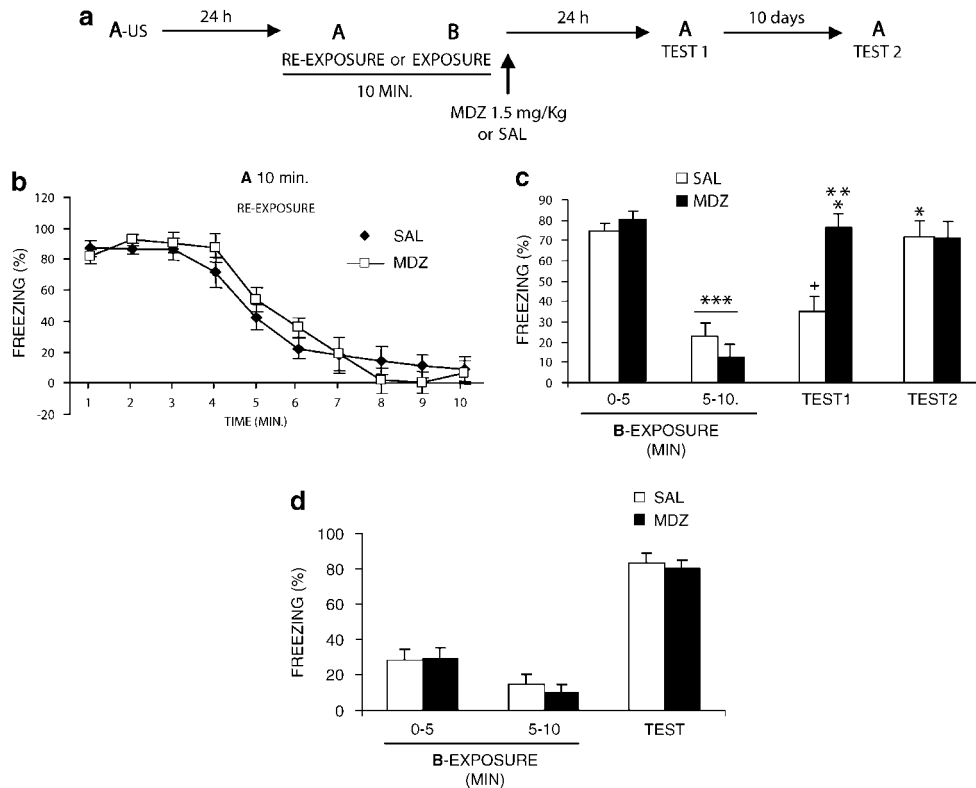 a
24 h
24 h
10 days
A-US
A
B
A
A
RE-EXPOSURE or EXPOSURE
TEST 1
TEST 2
10 MIN.
MDZ 1.5 mg/Kg
or SAL
b
A 10 min.
RE-EXPOSURE
SAL
MDZ
FREEZING (%)
120
100
80
60
40
20
0
-20
1 2 3 4 5 6 7 8 9 10
TIME (MIN.)
c
SAL
MDZ
FREEZING (%)
90
80
70
60
50
40
30
20
10
0
***
+
**
*
*
0-5 5-10. TEST1 TEST2
B-EXPOSURE
(MIN)
d
SAL
MDZ
FREEZING (%)
100
80
60
40
20
0
0-5 5-10 TEST
B-EXPOSURE
(MIN)